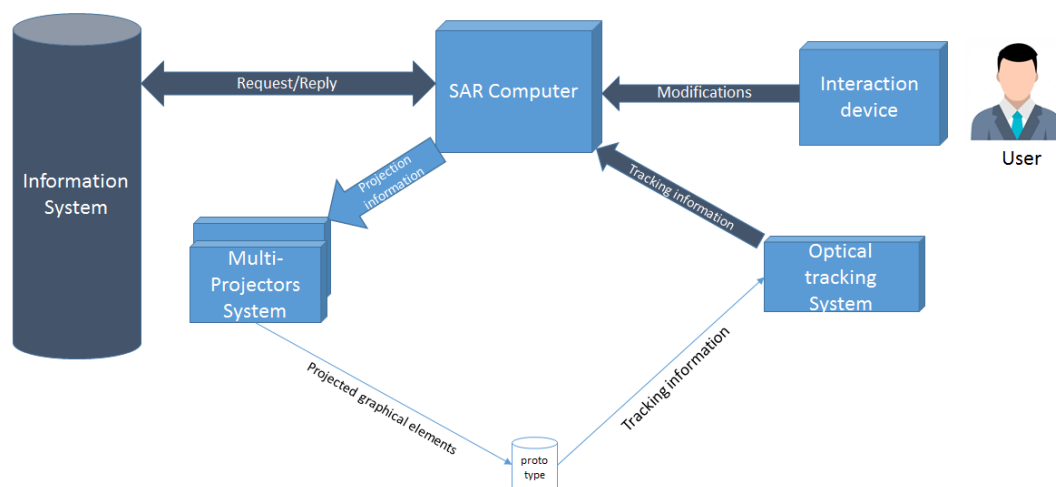 Request/Reply
SAR Computer
Modifications
Interaction
device
User
Information
System
Projection
information
Tracking information
Multi-
Projectors
System
Optical
tracking
System
Projected graphical elements
Tracking information
proto
type